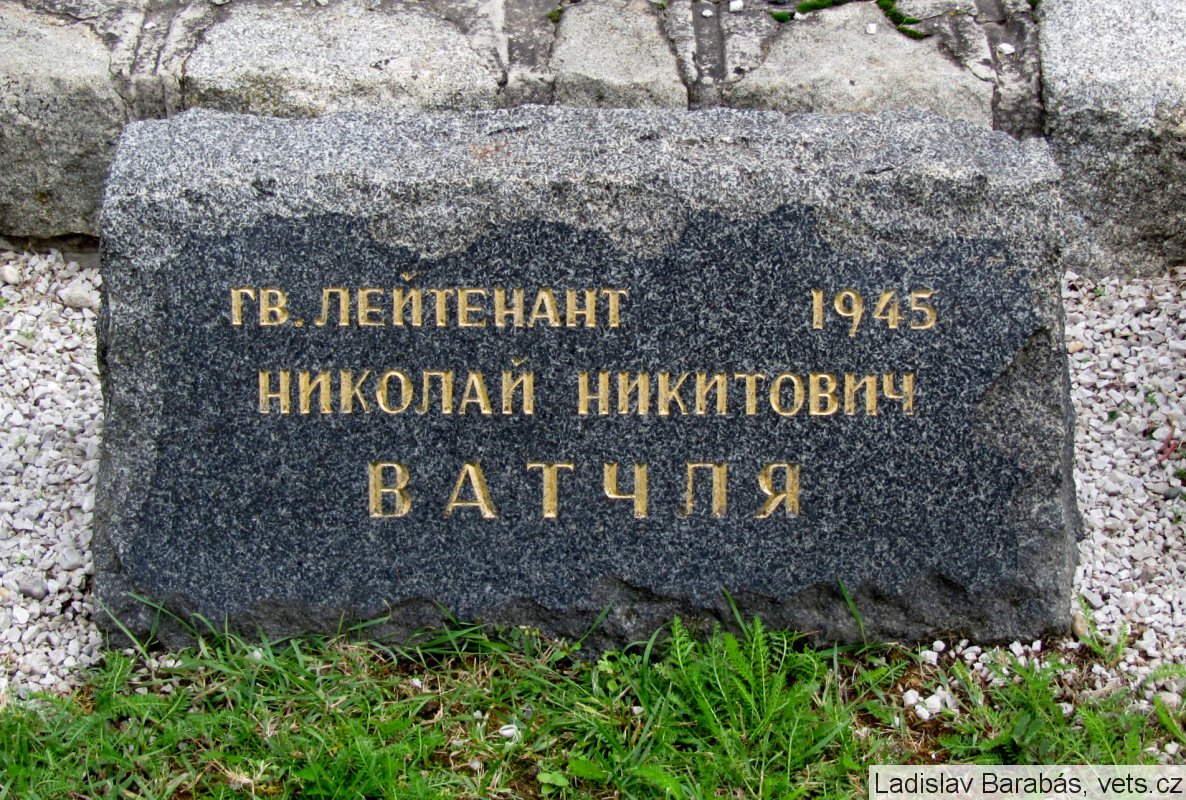 ГВ. ЛЕЙТЕНАНТ 1945
НИКОЛАЙ НИКИТОВИЧ
ВАТЧЛЯ
Ladislav Barabás, vets.cz